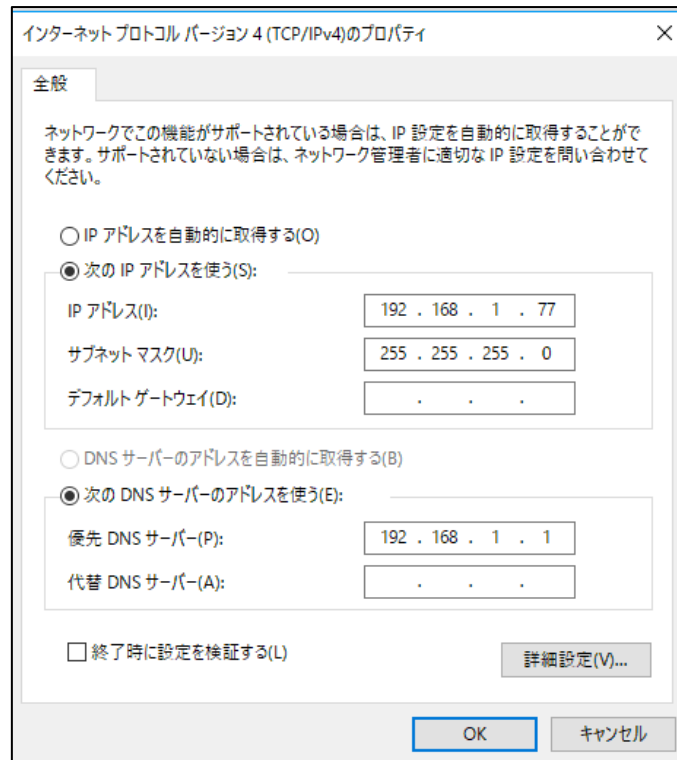 インターネット プロトコル バージョン 4 (TCP/IPv4)のプロパティ
全般
ネットワークでこの機能がサポートされている場合は、IP 設定を自動的に取得することがで
きます。サポートされていない場合は、ネットワーク管理者に適切な IP 設定を問い合わせて
ください。
IP アドレスを自動的に取得する(O)
次の IP アドレスを使う(S):
IP アドレス(I): 192 . 168 . 1 . 77
サブネット マスク(U): 255 . 255 . 255 . 0
デフォルト ゲートウェイ(D): . . .
DNS サーバーのアドレスを自動的に取得する(B)
次の DNS サーバーのアドレスを使う(E):
優先 DNS サーバー(P): 192 . 168 . 1 . 1
代替 DNS サーバー(A): . . .
終了時に設定を検証する(L)
詳細設定(V)...
OK キャンセル